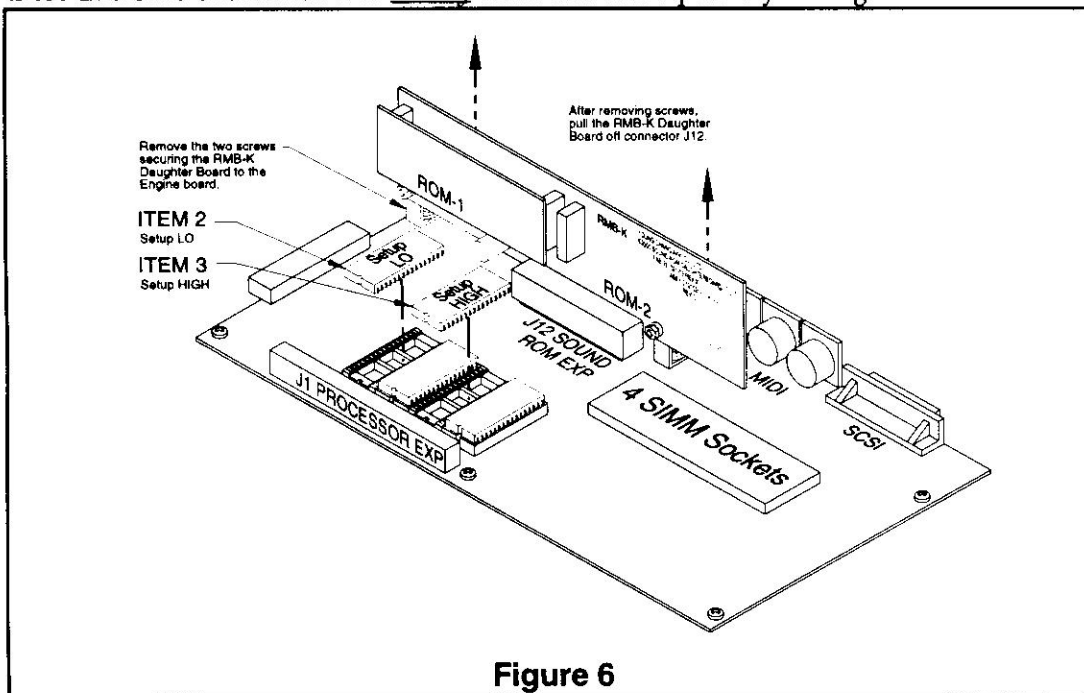 After removing screws,
pull the RMB-K Daughter
Board off connector J12.
Remove the two screws
securing the RMB-K
Daughter Board to the
Engine board.
ROM-1
RMB-K
ITEM 2
Setup LO
Setup
LO
ITEM 3
Setup HIGH
Setup
HIGH
ROM-2
J12 SOUND
ROM EXP
MIDI
J1 PROCESSOR EXP
4 SIMM Sockets
SCSI
Figure 6